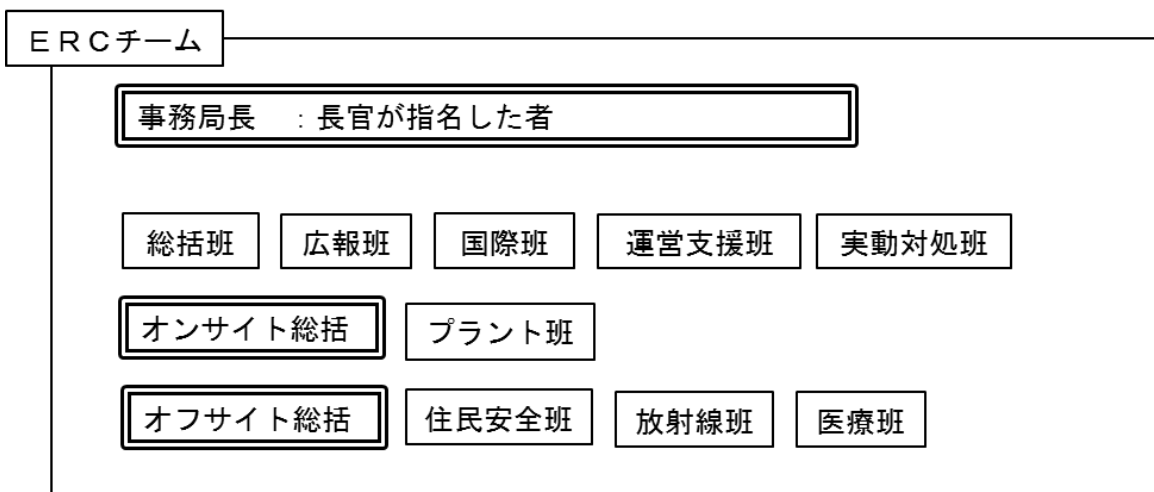 ＥＲＣチーム
事務局長　：長官が指名した者
総括班　広報班　国際班　運営支援班　実動対処班
オンサイト総括　プラント班
オフサイト総括　住民安全班　放射線班　医療班